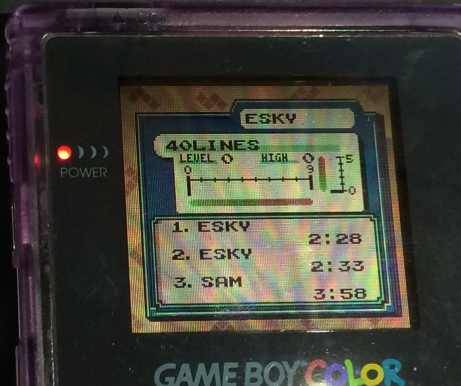 ESKY
40LINES
LEVEL 0 HIGH 0
0 9
5
0
POWER
1. ESKY
2:28
2. ESKY
2:33
3. SAM
3:58
GAME BOY COLOR